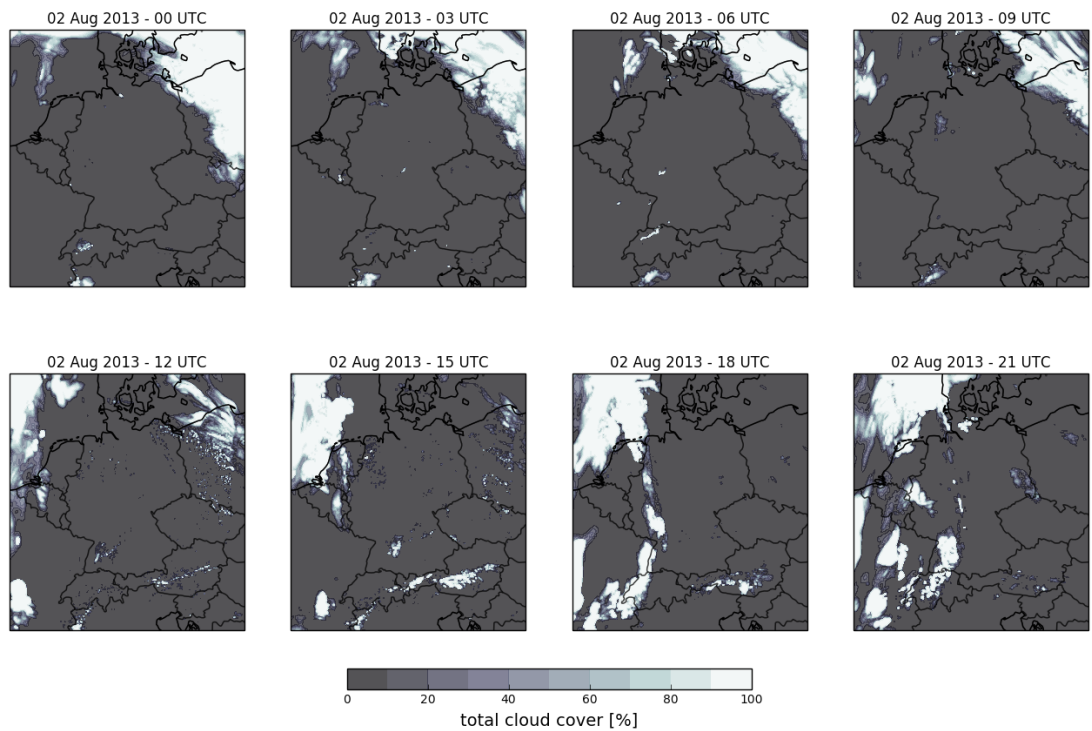 02 Aug 2013 - 00 UTC
02 Aug 2013 - 03 UTC
02 Aug 2013 - 06 UTC
02 Aug 2013 - 09 UTC
02 Aug 2013 - 12 UTC
02 Aug 2013 - 15 UTC
02 Aug 2013 - 18 UTC
02 Aug 2013 - 21 UTC
0 20 40 60 80 100
total cloud cover [%]